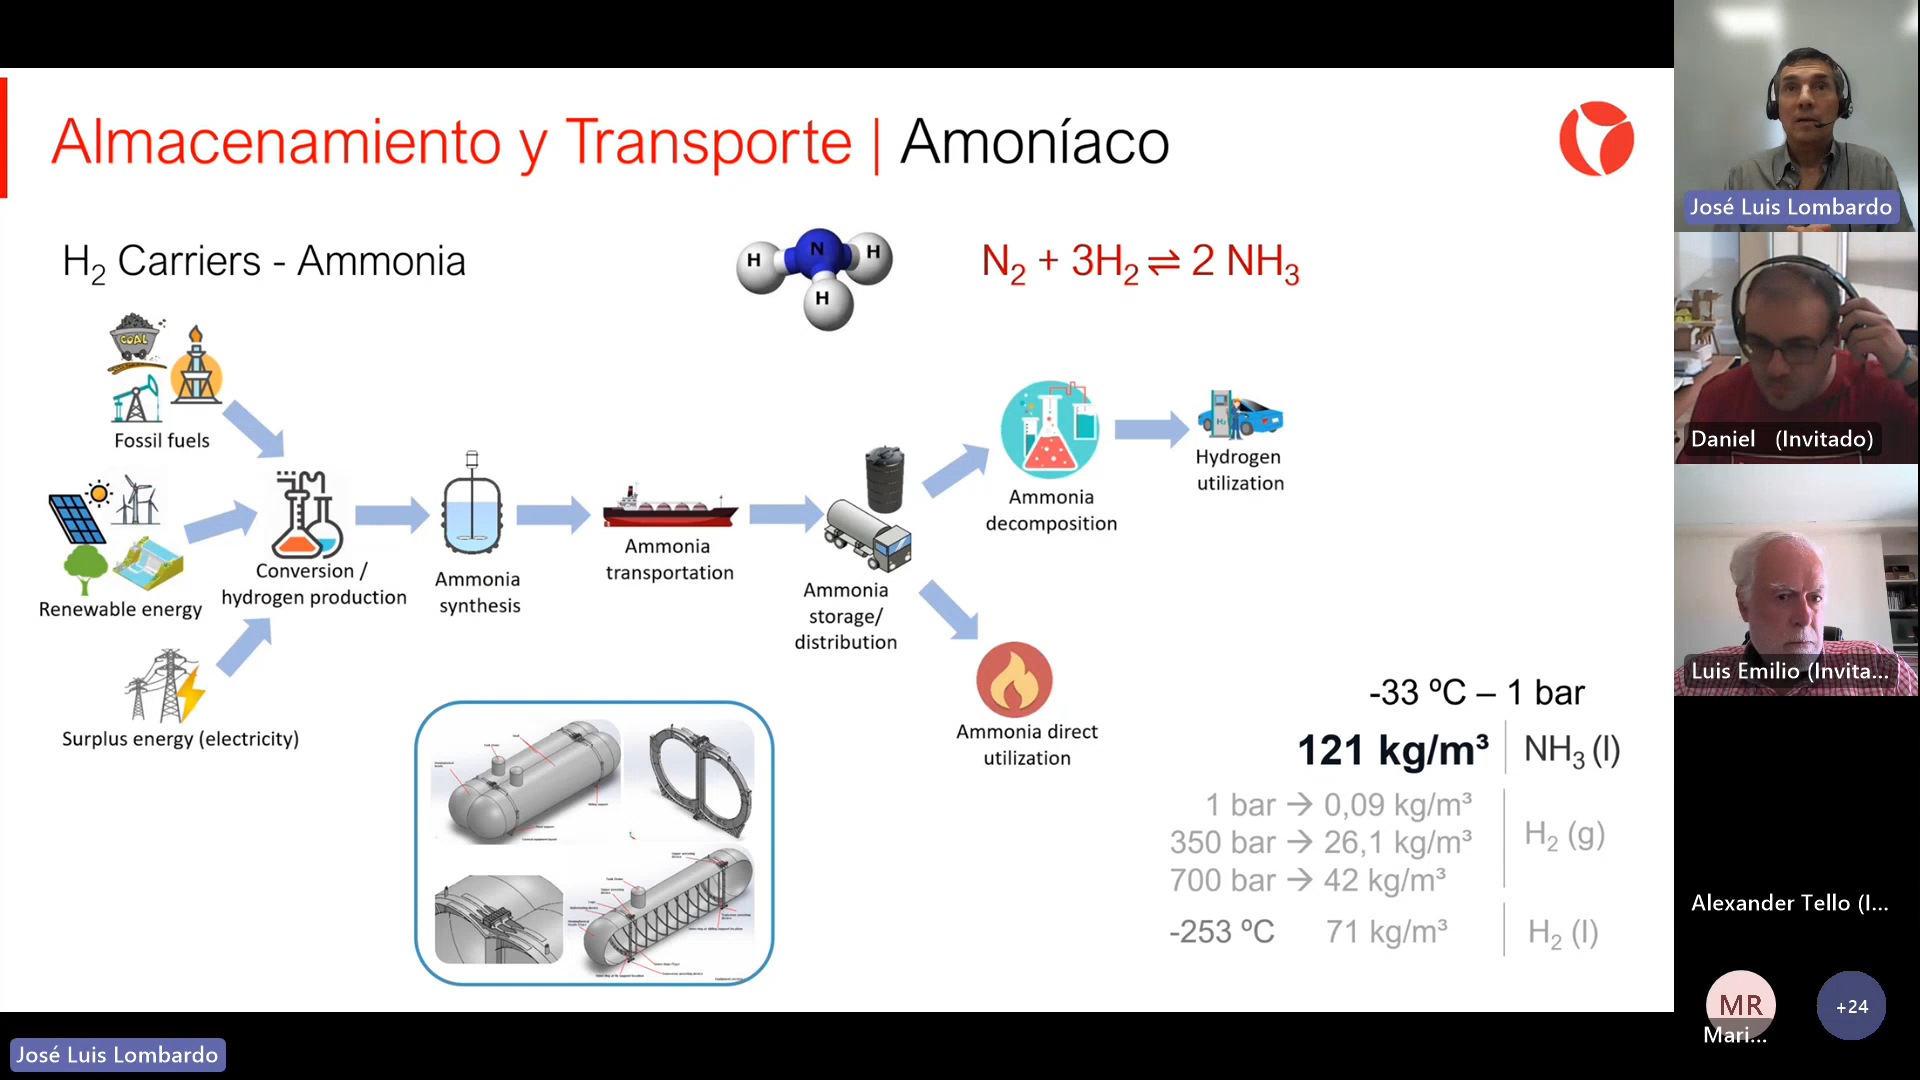 Almacenamiento y Transporte | Amoníaco
H₂ Carriers - Ammonia
H N H
H
N₂ + 3H₂ ⇌ 2 NH₃
COAL
Fossil fuels
Renewable energy
Surplus energy (electricity)
Conversion /
hydrogen production
Ammonia
synthesis
Ammonia
transportation
Ammonia
storage/
distribution
Ammonia
decomposition
H₂
Hydrogen
utilization
Ammonia direct
utilization
-33 ºC – 1 bar
121 kg/m³ NH₃ (l)
1 bar → 0,09 kg/m³
350 bar → 26,1 kg/m³ H₂ (g)
700 bar → 42 kg/m³
-253 ºC 71 kg/m³ H₂ (l)
José Luis Lombardo
José Luis Lombardo
Daniel (Invitado)
Luis Emilio (Invita...
Alexander Tello (I...
MR
Mari...
+24